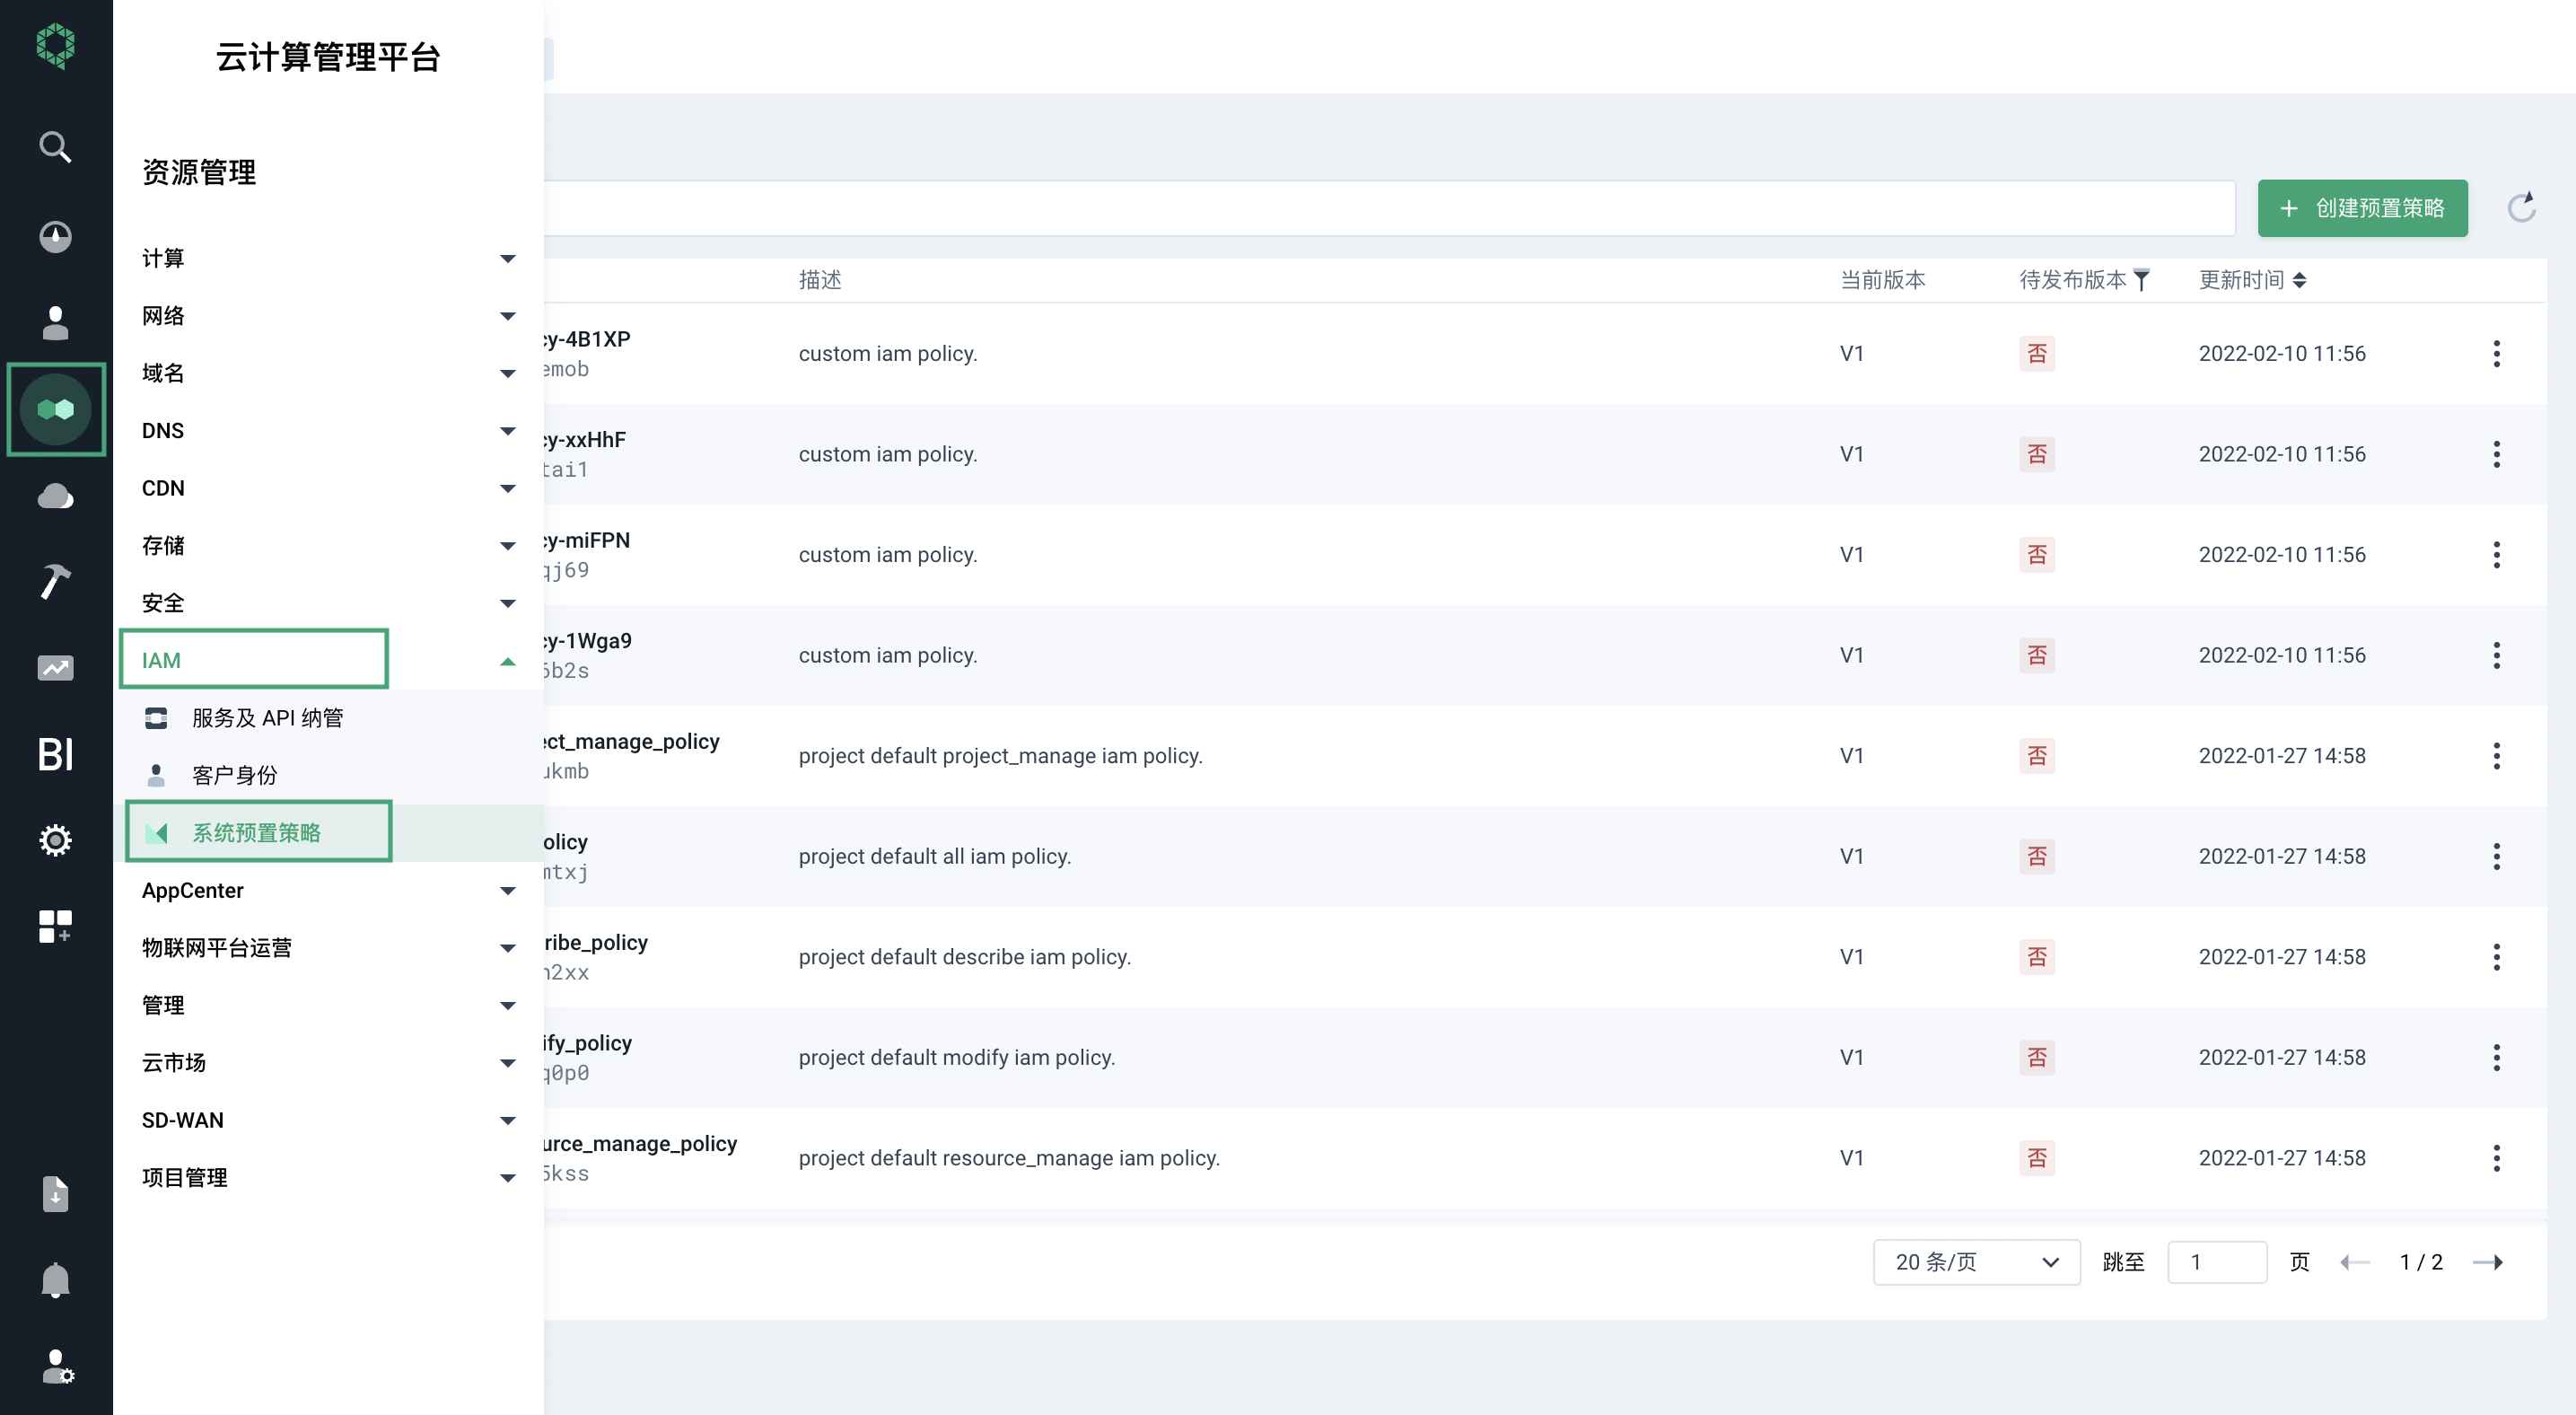 云计算管理平台
资源管理
计算
网络
域名
DNS
CDN
存储
安全
IAM
服务及 API 纳管
客户身份
系统预置策略
AppCenter
物联网平台运营
管理
云市场
SD-WAN
项目管理
BI
创建预置策略
描述 当前版本 待发布版本 更新时间
cy-4B1XP
emob
custom iam policy. V1 否 2022-02-10 11:56
cy-xxHhF
tai1
custom iam policy. V1 否 2022-02-10 11:56
cy-miFPN
qj69
custom iam policy. V1 否 2022-02-10 11:56
cy-1Wga9
6b2s
custom iam policy. V1 否 2022-02-10 11:56
ect_manage_policy
ukmb
project default project_manage iam policy. V1 否 2022-01-27 14:58
olicy
mtxj
project default all iam policy. V1 否 2022-01-27 14:58
ribe_policy
n2xx
project default describe iam policy. V1 否 2022-01-27 14:58
ify_policy
q0p0
project default modify iam policy. V1 否 2022-01-27 14:58
urce_manage_policy
5kss
project default resource_manage iam policy. V1 否 2022-01-27 14:58
20 条/页 跳至 1 页 1 / 2